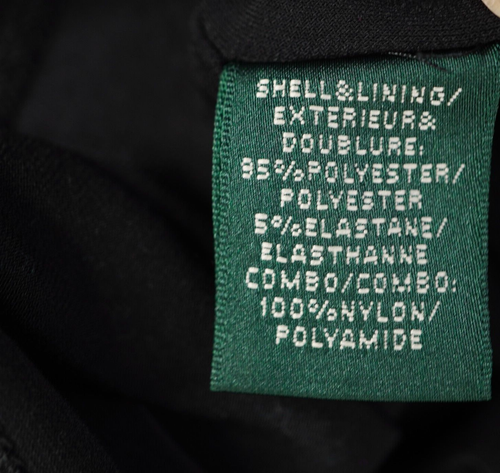 SHELL&LINING/
EXTERIEUR&
DOUBLURE:
95%POLYESTER/
POLYESTER
5%ELASTANE/
ELASTHANNE
COMBO/COMBO:
100%NYLON/
POLYAMIDE